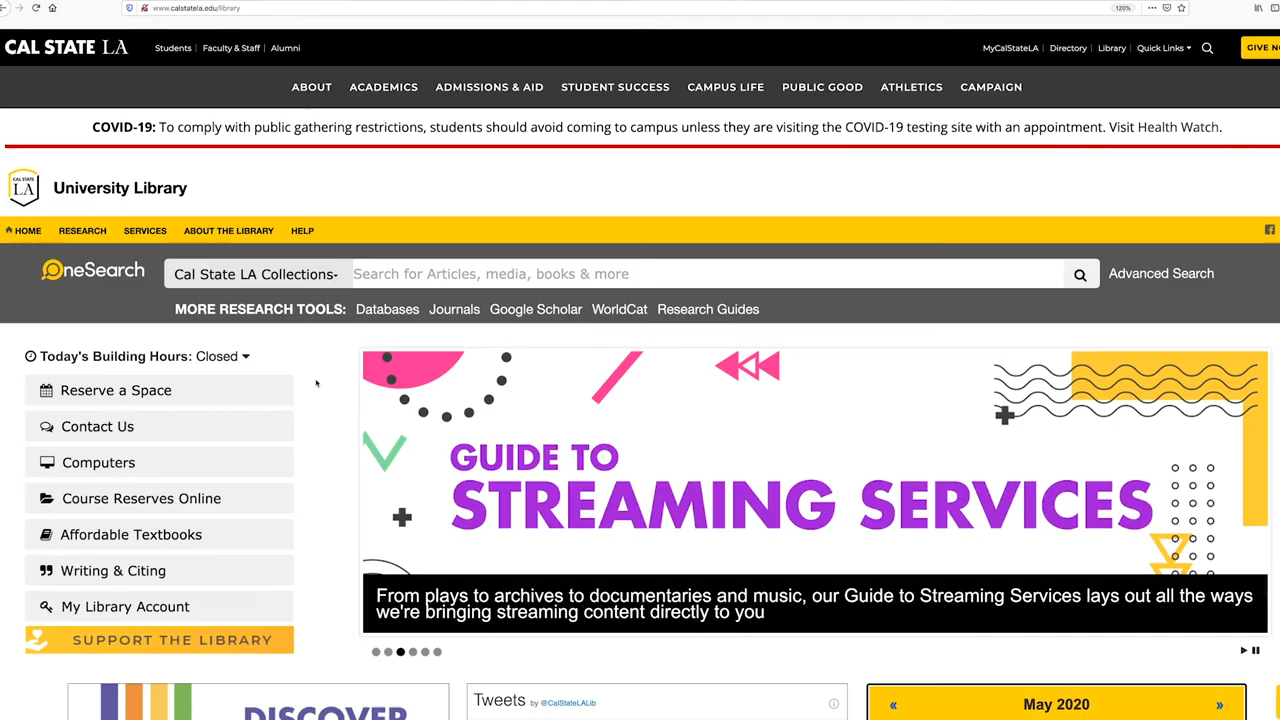 www.calstatela.edu/library
120%
CAL STATE LA
Students Faculty & Staff Alumni
MyCalStateLA Directory Library Quick Links
GIVE NO
ABOUT ACADEMICS ADMISSIONS & AID STUDENT SUCCESS CAMPUS LIFE PUBLIC GOOD ATHLETICS CAMPAIGN
COVID-19: To comply with public gathering restrictions, students should avoid coming to campus unless they are visiting the COVID-19 testing site with an appointment. Visit Health Watch.
CAL STATE
LA
University Library
HOME RESEARCH SERVICES ABOUT THE LIBRARY HELP
OneSearch
Cal State LA Collections-
Search for Articles, media, books & more
Advanced Search
MORE RESEARCH TOOLS: Databases Journals Google Scholar WorldCat Research Guides
Today's Building Hours: Closed
Reserve a Space
Contact Us
Computers
Course Reserves Online
Affordable Textbooks
Writing & Citing
My Library Account
SUPPORT THE LIBRARY
GUIDE TO
STREAMING SERVICES
From plays to archives to documentaries and music, our Guide to Streaming Services lays out all the ways
we're bringing streaming content directly to you
DISCOVER
Tweets by @CalStateLALib
« May 2020 »